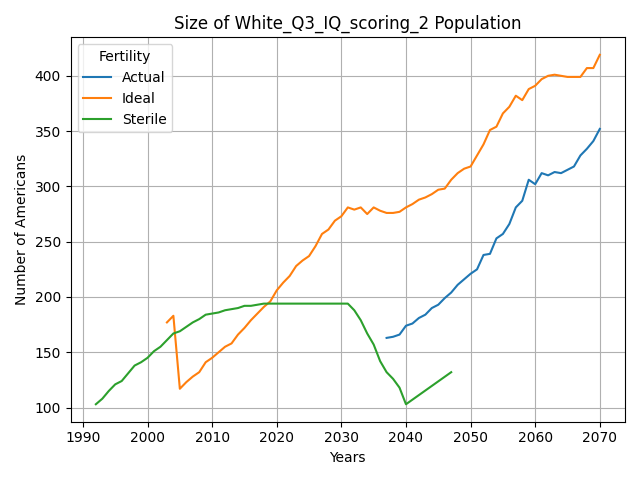 Size of White_Q3_IQ_scoring_2 Population
Fertility
Actual
Ideal
Sterile
Number of Americans
400
350
300
250
200
150
100
1990 2000 2010 2020 2030 2040 2050 2060 2070
Years